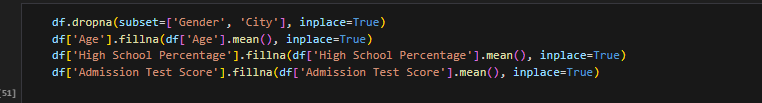 df.dropna(subset=['Gender', 'City'], inplace=True)
df['Age'].fillna(df['Age'].mean(), inplace=True)
df['High School Percentage'].fillna(df['High School Percentage'].mean(), inplace=True)
df['Admission Test Score'].fillna(df['Admission Test Score'].mean(), inplace=True)
[51]